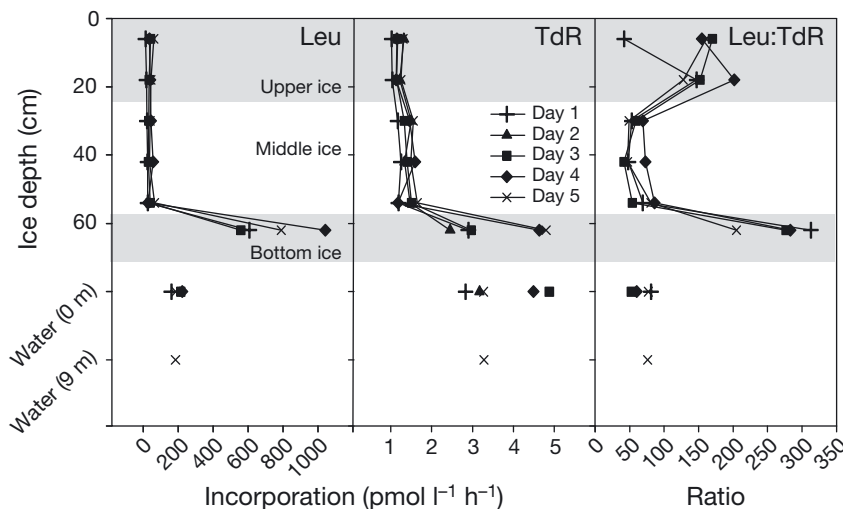 Leu
TdR
Leu:TdR
Ice depth (cm)
0
20
40
60
Water (0 m)
Water (9 m)
Upper ice
Middle ice
Bottom ice
Day 1
Day 2
Day 3
Day 4
Day 5
0 200 400 600 800 1000
1 2 3 4 5
0 50 100 150 200 250 300 350
Incorporation (pmol l⁻¹ h⁻¹)
Ratio